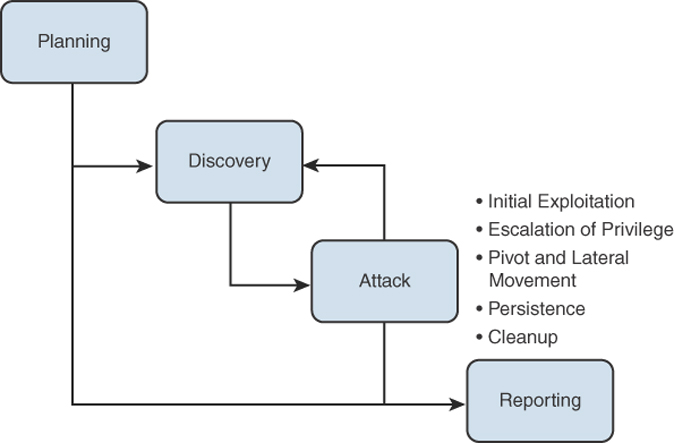 Planning
Discovery
Attack
• Initial Exploitation
• Escalation of Privilege
• Pivot and Lateral
Movement
• Persistence
• Cleanup
Reporting